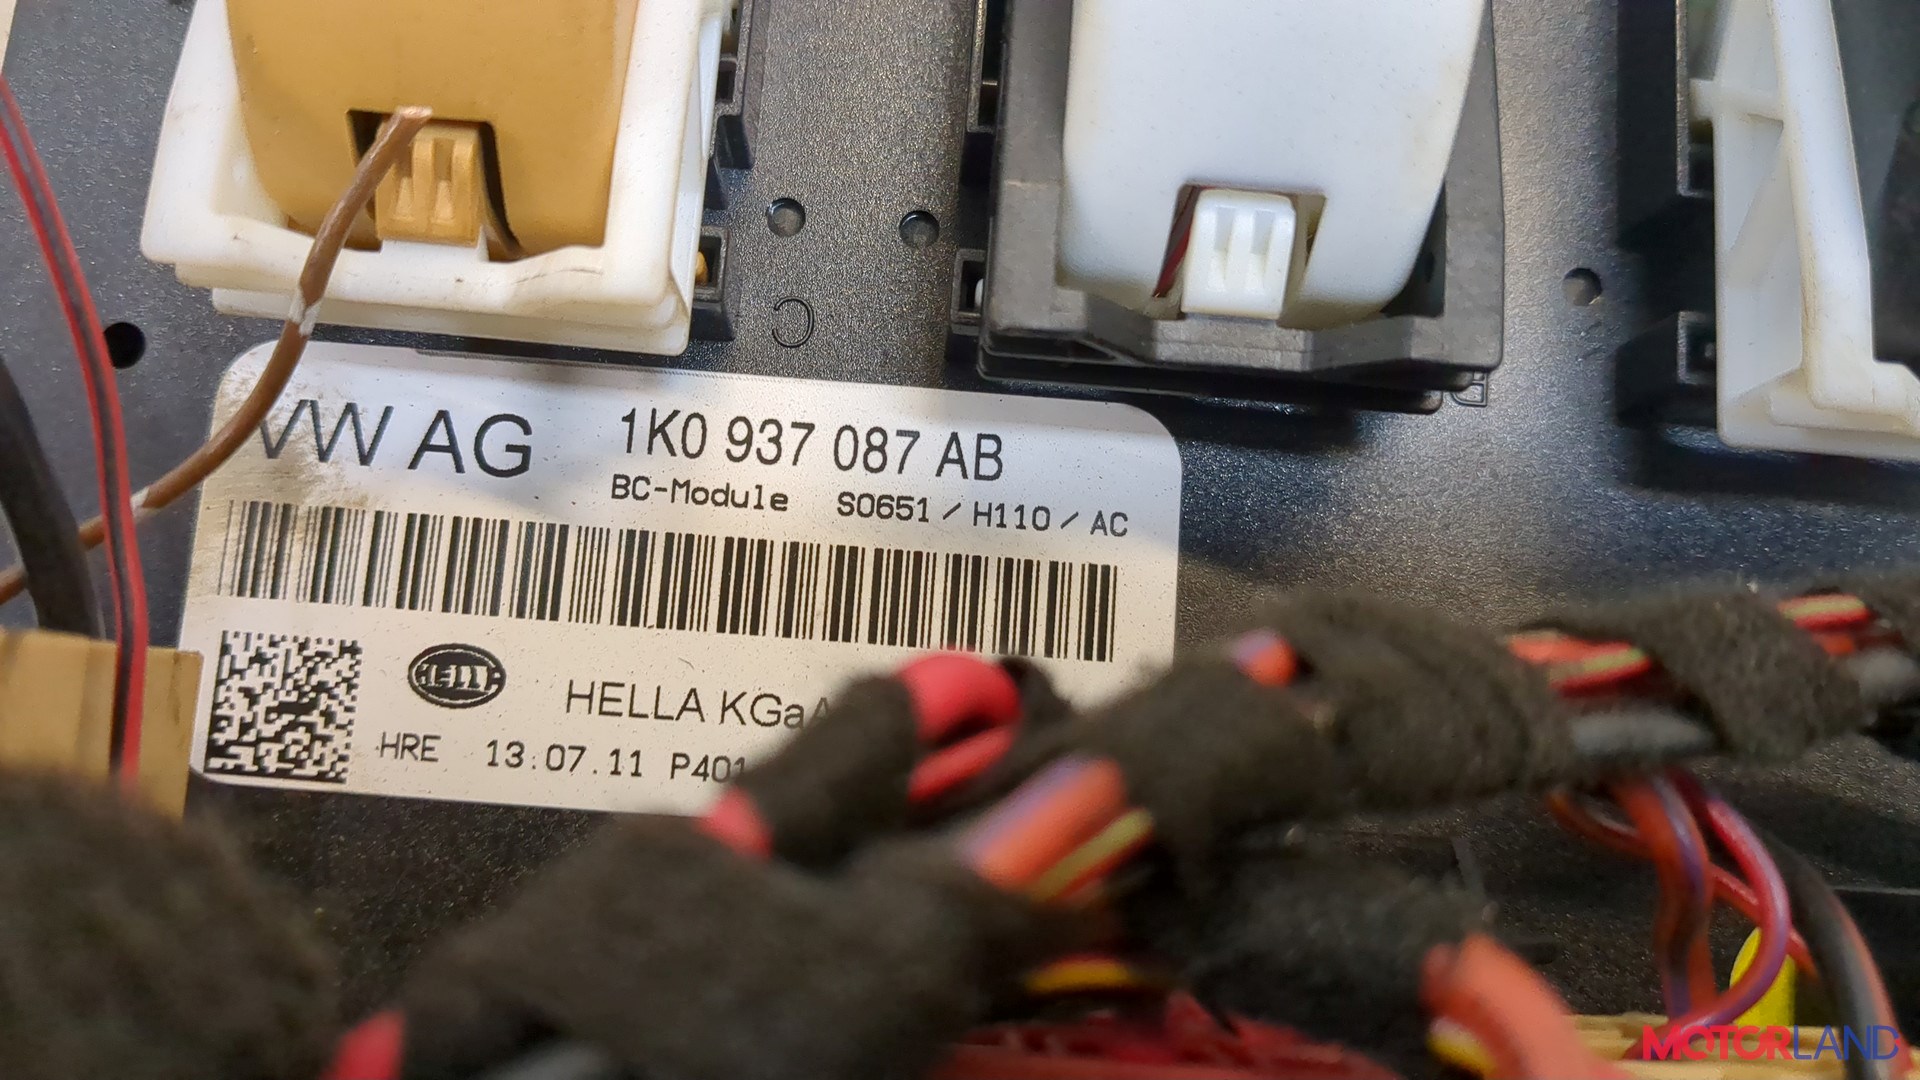 C
VW AG 1K0 937 087 AB
BC-Module S0651 / H110 / AC
HELLA
HELLA KGaA
HRE 13.07.11 P401
MOTORLAND